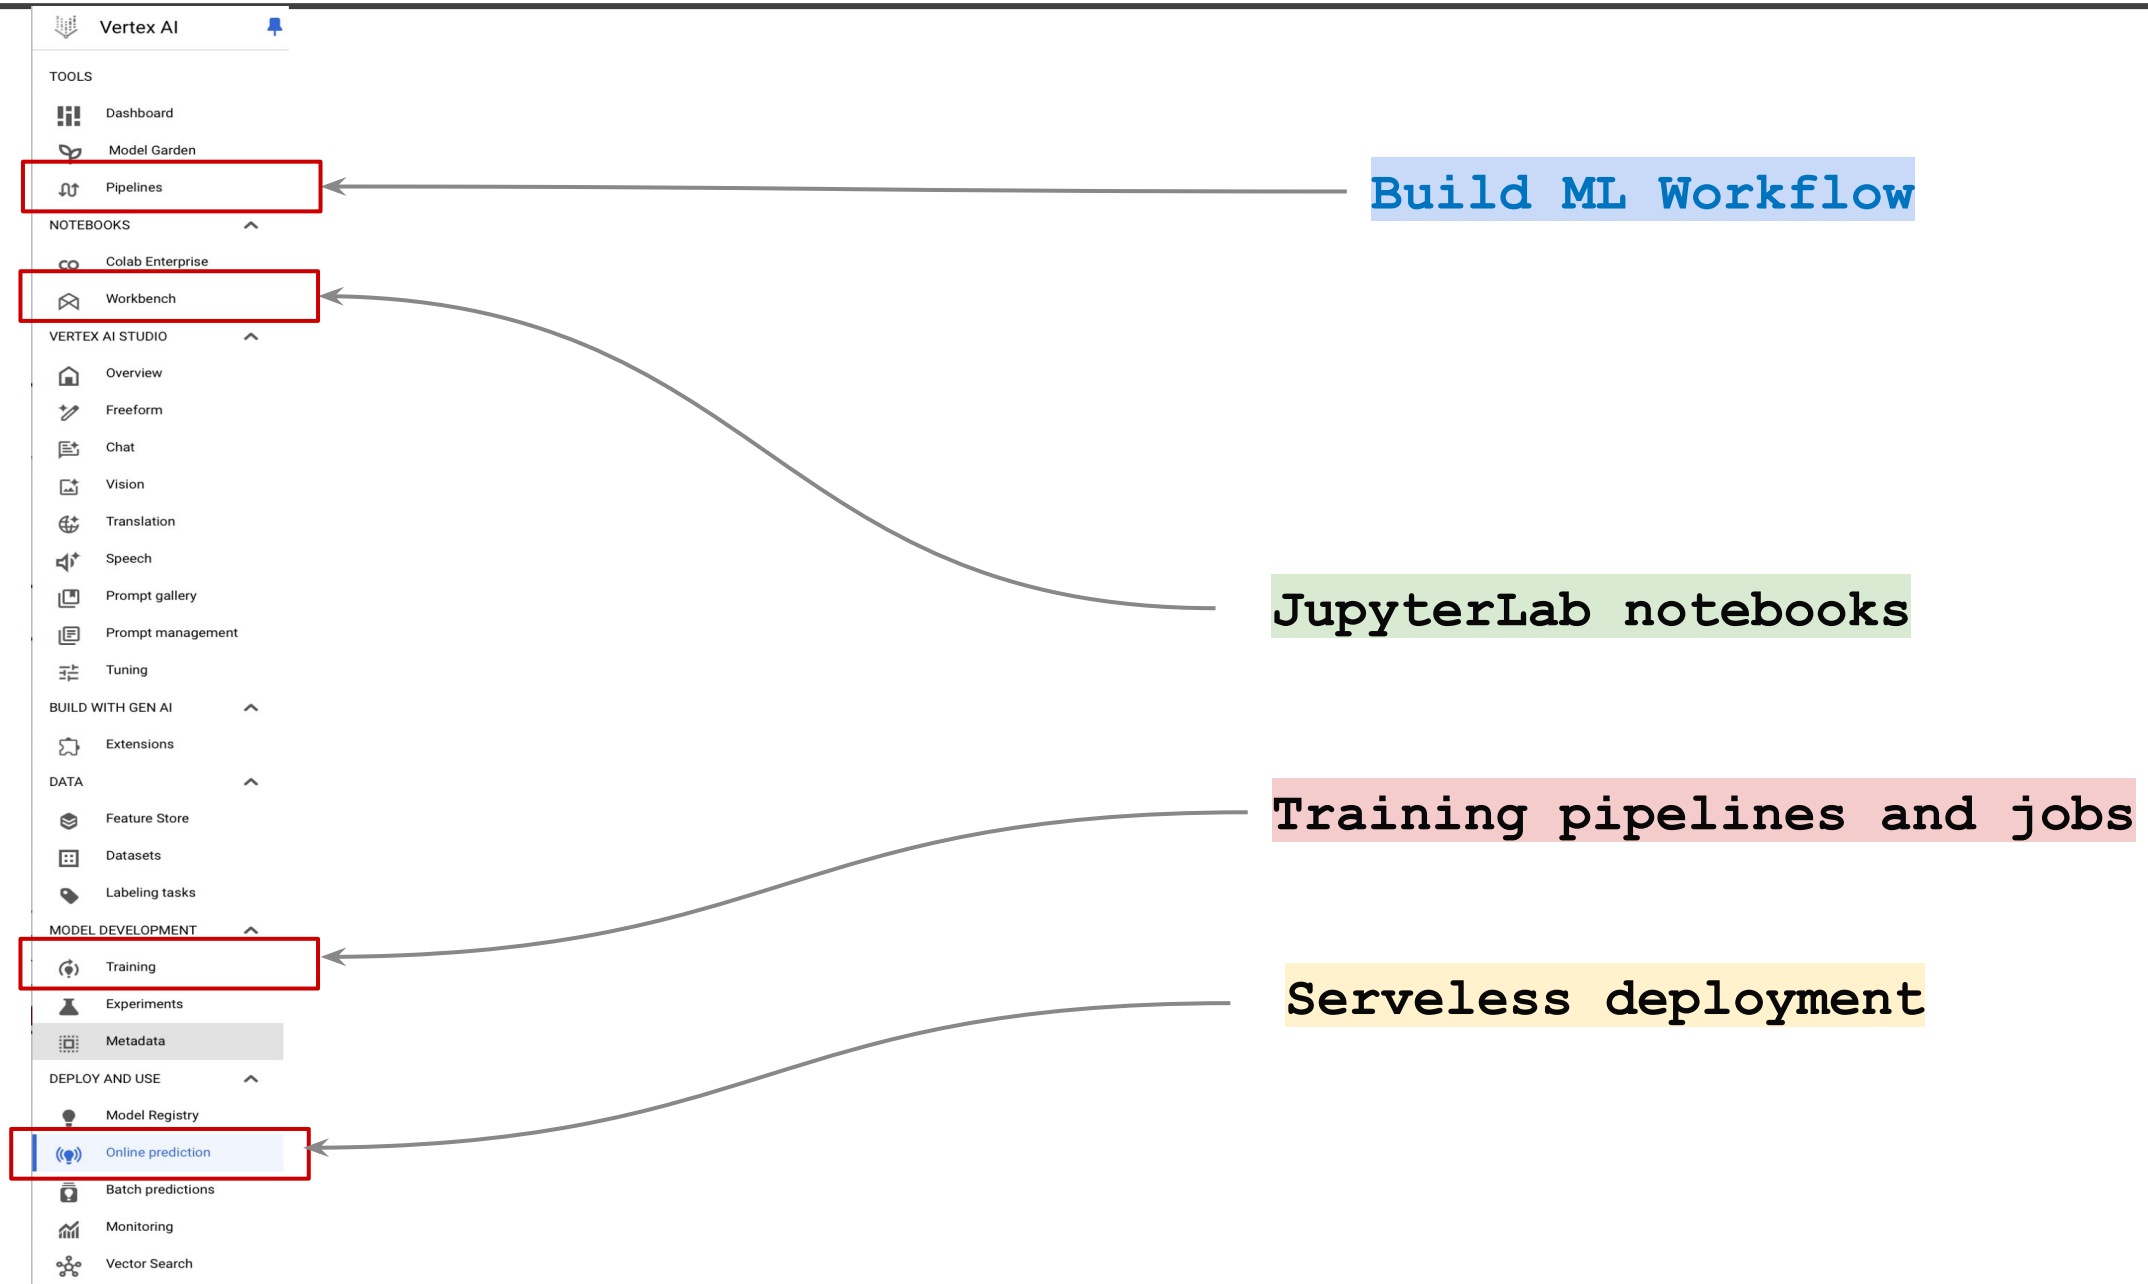 Vertex AI
TOOLS
Dashboard
Model Garden
Pipelines
NOTEBOOKS
Colab Enterprise
Workbench
VERTEX AI STUDIO
Overview
Freeform
Chat
Vision
Translation
Speech
Prompt gallery
Prompt management
Tuning
BUILD WITH GEN AI
Extensions
DATA
Feature Store
Datasets
Labeling tasks
MODEL DEVELOPMENT
Training
Experiments
Metadata
DEPLOY AND USE
Model Registry
Online prediction
Batch predictions
Monitoring
Vector Search
Build ML Workflow
JupyterLab notebooks
Training pipelines and jobs
Serveless deployment